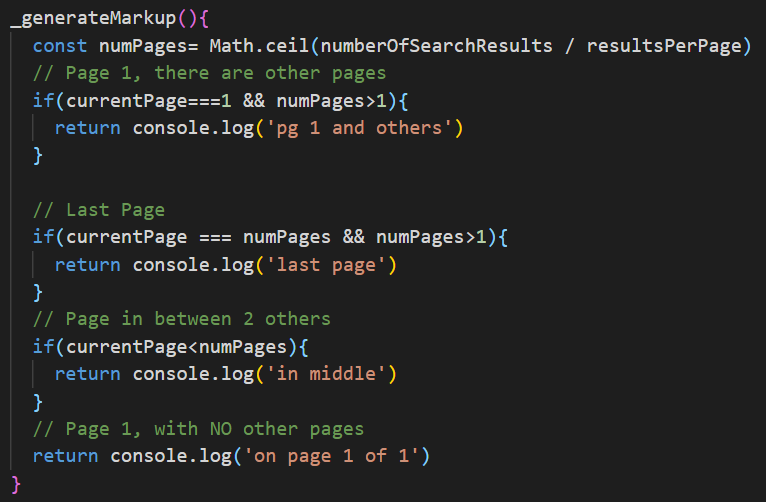 _generateMarkup(){
const numPages= Math.ceil(numberOfSearchResults / resultsPerPage)
// Page 1, there are other pages
if(currentPage===1 && numPages>1){
return console.log('pg 1 and others')
}
// Last Page
if(currentPage === numPages && numPages>1){
return console.log('last page')
}
// Page in between 2 others
if(currentPage<numPages){
return console.log('in middle')
}
// Page 1, with NO other pages
return console.log('on page 1 of 1')
}